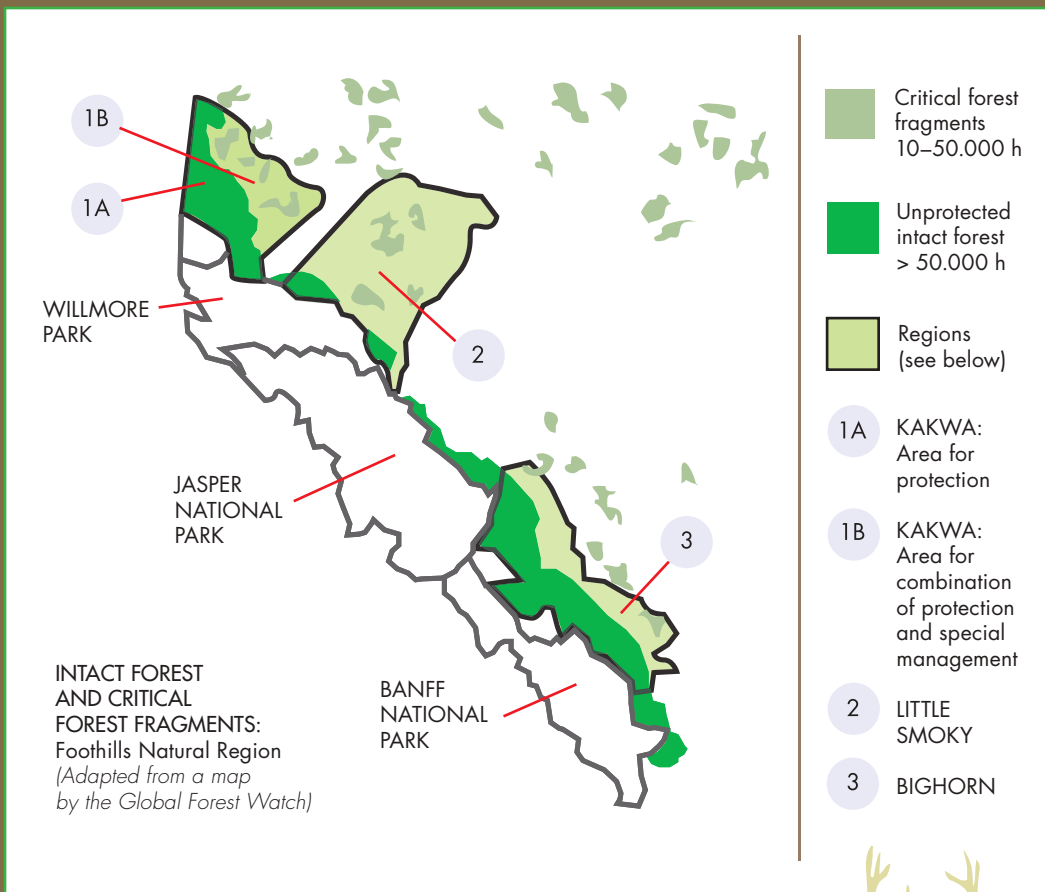 1B
1A
WILLMORE
PARK
2
JASPER
NATIONAL
PARK
3
BANFF
NATIONAL
PARK
INTACT FOREST
AND CRITICAL
FOREST FRAGMENTS:
Foothills Natural Region
(Adapted from a map
by the Global Forest Watch)
Critical forest
fragments
10–50.000 h
Unprotected
intact forest
> 50.000 h
Regions
(see below)
1A
KAKWA:
Area for
protection
1B
KAKWA:
Area for
combination
of protection
and special
management
2
LITTLE
SMOKY
3
BIGHORN